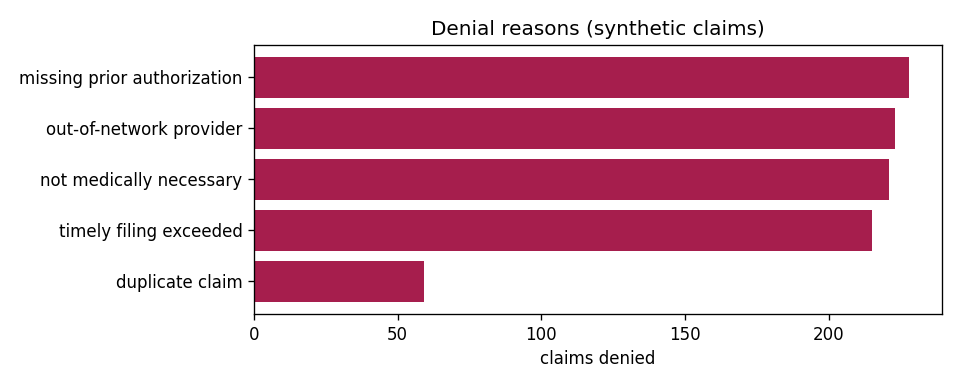 Denial reasons (synthetic claims)
missing prior authorization
out-of-network provider
not medically necessary
timely filing exceeded
duplicate claim
0 50 100 150 200
claims denied